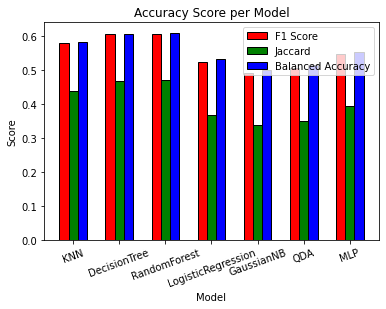 Accuracy Score per Model
F1 Score
Jaccard
Balanced Accuracy
Score
0.6
0.5
0.4
0.3
0.2
0.1
0.0
KNN
DecisionTree
RandomForest
LogisticRegression
GaussianNB
QDA
MLP
Model